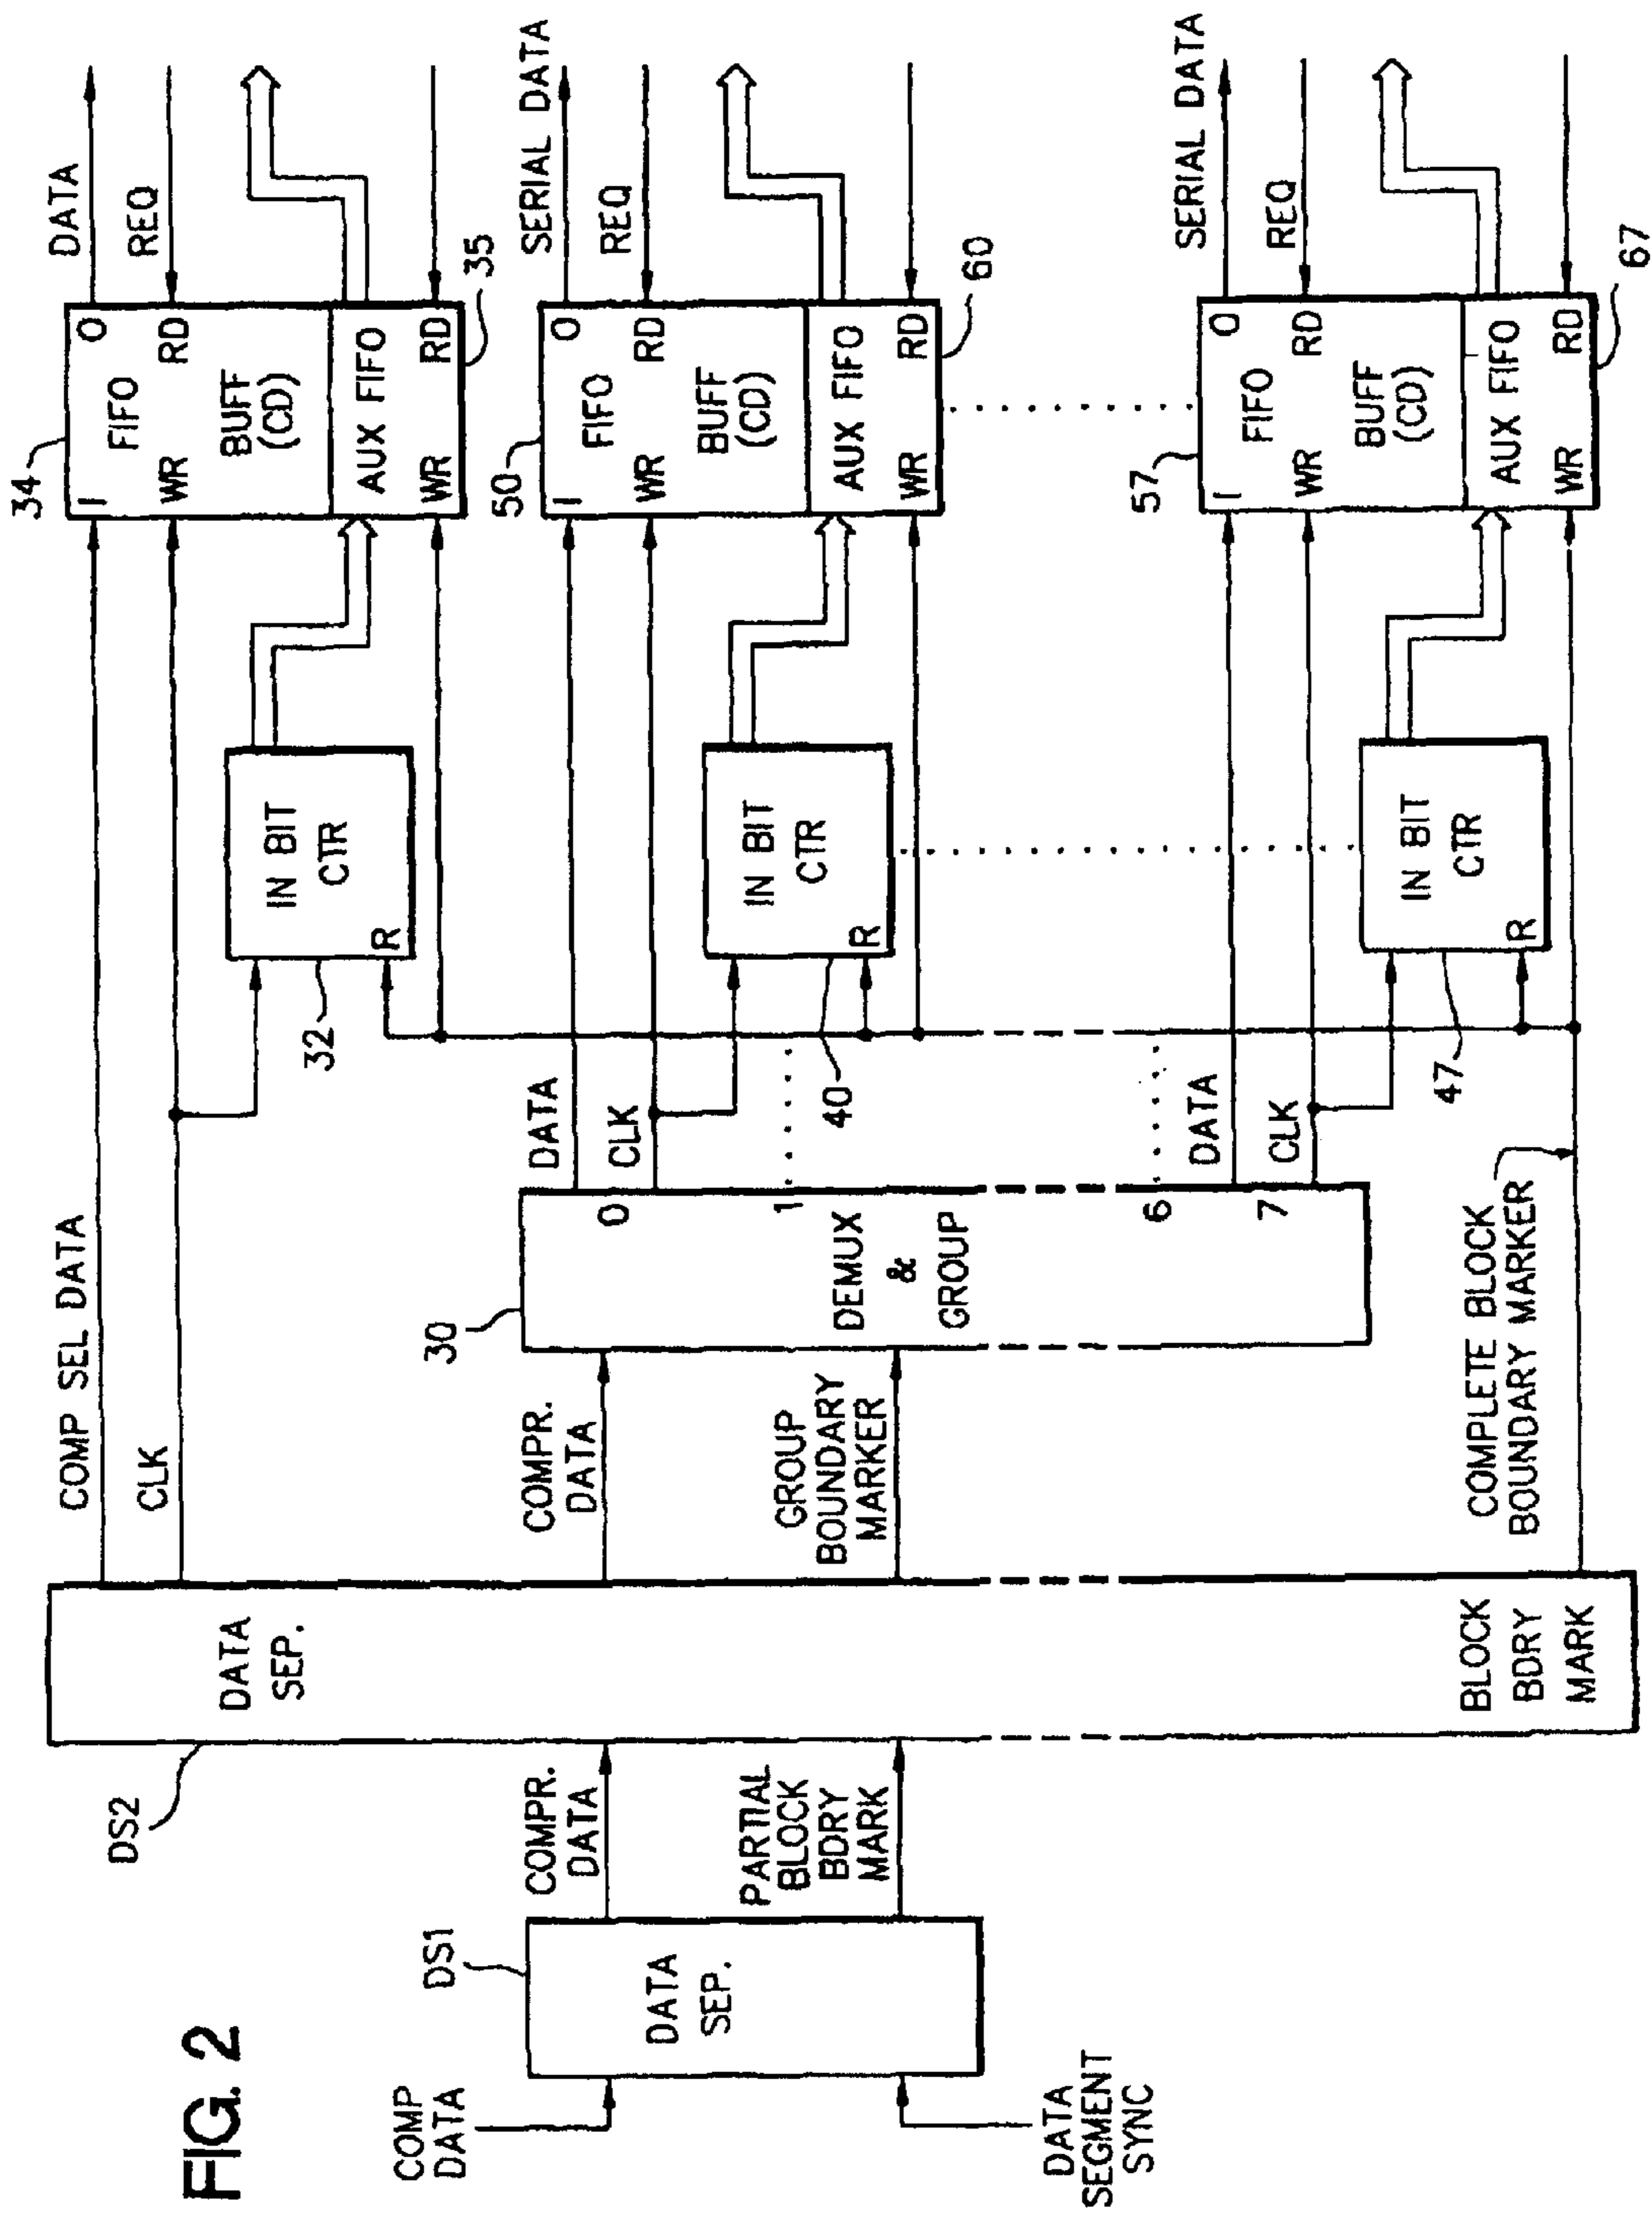 FIG. 2
COMP
DATA
DATA
SEGMENT
SYNC
DS1
DATA
SEP.
COMPR.
DATA
PARTIAL
BLOCK
BDRY
MARK
DS2
DATA
SEP.
BLOCK
BDRY
MARK
COMP SEL DATA
CLK
COMPR.
DATA
GROUP
BOUNDARY
MARKER
COMPLETE BLOCK
BOUNDARY MARKER
30
DEMUX
&
GROUP
0
1
6
7
DATA
CLK
DATA
CLK
32
IN BIT
CTR
R
40
IN BIT
CTR
R
47
IN BIT
CTR
R
34
I O
FIFO
WR RD
BUFF
(CD)
AUX FIFO
WR RD
35
DATA
REQ
50
I O
FIFO
WR RD
BUFF
(CD)
AUX FIFO
WR RD
60
SERIAL DATA
REQ
57
I O
FIFO
WR RD
BUFF
(CD)
AUX FIFO
WR RD
67
SERIAL DATA
REQ